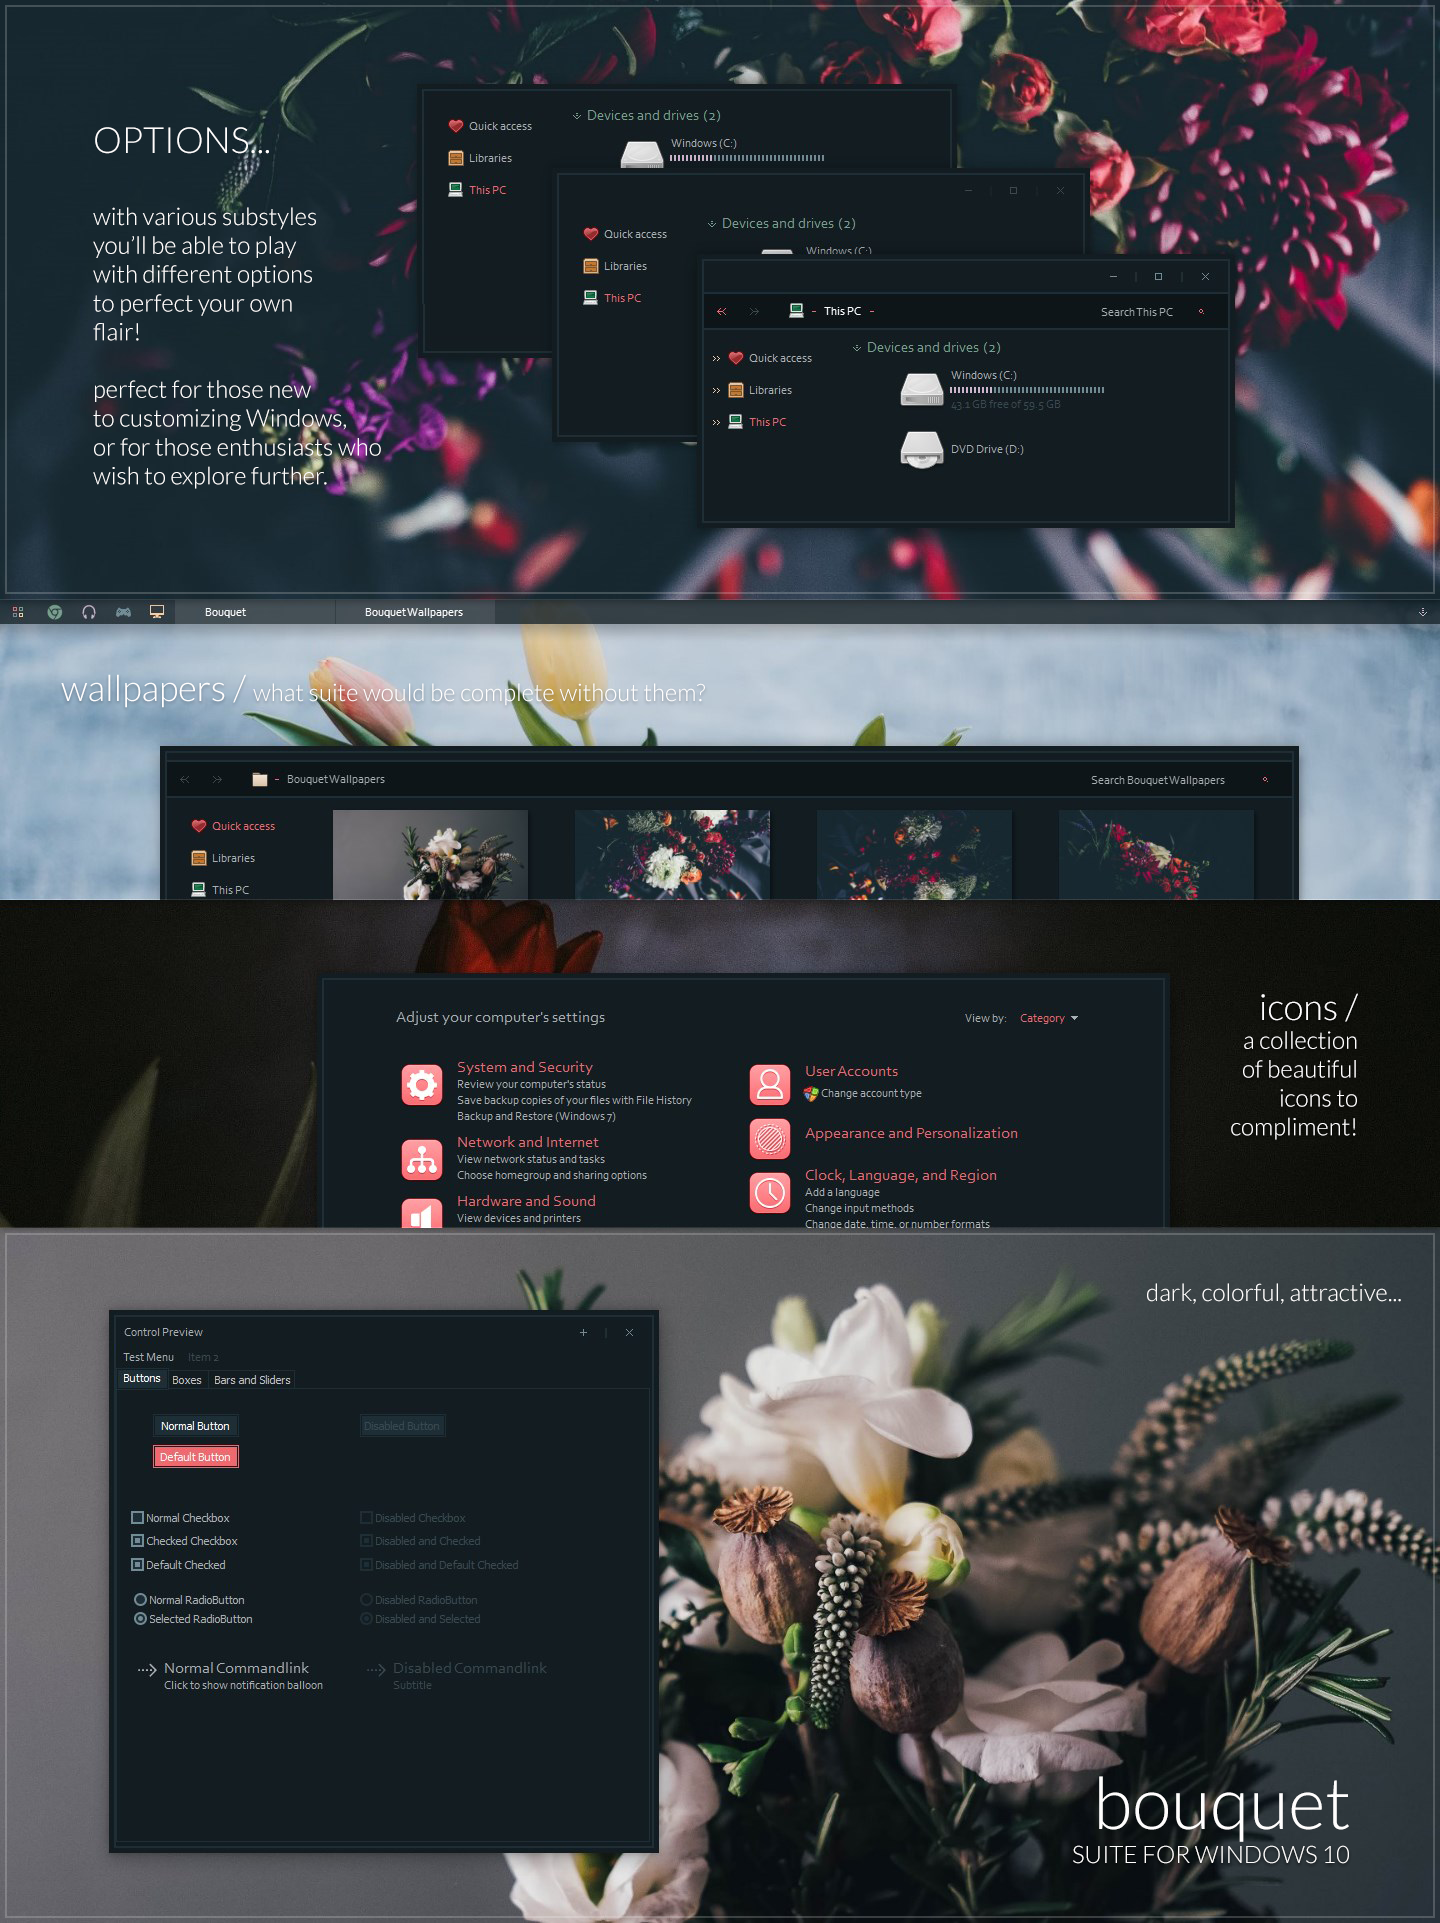 OPTIONS...
with various substyles
you'll be able to play
with different options
to perfect your own
flair!
perfect for those new
to customizing Windows,
or for those enthusiasts who
wish to explore further.
Quick access
Libraries
This PC
Devices and drives (2)
Windows (C:)
Quick access
Libraries
This PC
Devices and drives (2)
Windows (C:)
This PC
Search This PC
Quick access
Libraries
This PC
Devices and drives (2)
Windows (C:)
43.1 GB free of 59.5 GB
DVD Drive (D:)
Bouquet
Bouquet Wallpapers
wallpapers / what suite would be complete without them?
Bouquet Wallpapers
Search Bouquet Wallpapers
Quick access
Libraries
This PC
Adjust your computer's settings
View by: Category
System and Security
Review your computer's status
Save backup copies of your files with File History
Backup and Restore (Windows 7)
Network and Internet
View network status and tasks
Choose homegroup and sharing options
Hardware and Sound
View devices and printers
User Accounts
Change account type
Appearance and Personalization
Clock, Language, and Region
Add a language
Change input methods
Change date, time, or number formats
icons /
a collection
of beautiful
icons to
compliment!
dark, colorful, attractive...
Control Preview
Test Menu Item 2
Buttons Boxes Bars and Sliders
Normal Button Disabled Button
Default Button
Normal Checkbox Disabled Checkbox
Checked Checkbox Disabled and Checked
Default Checked Disabled and Default Checked
Normal RadioButton Disabled RadioButton
Selected RadioButton Disabled and Selected
Normal Commandlink Disabled Commandlink
Click to show notification balloon Subtitle
bouquet
SUITE FOR WINDOWS 10